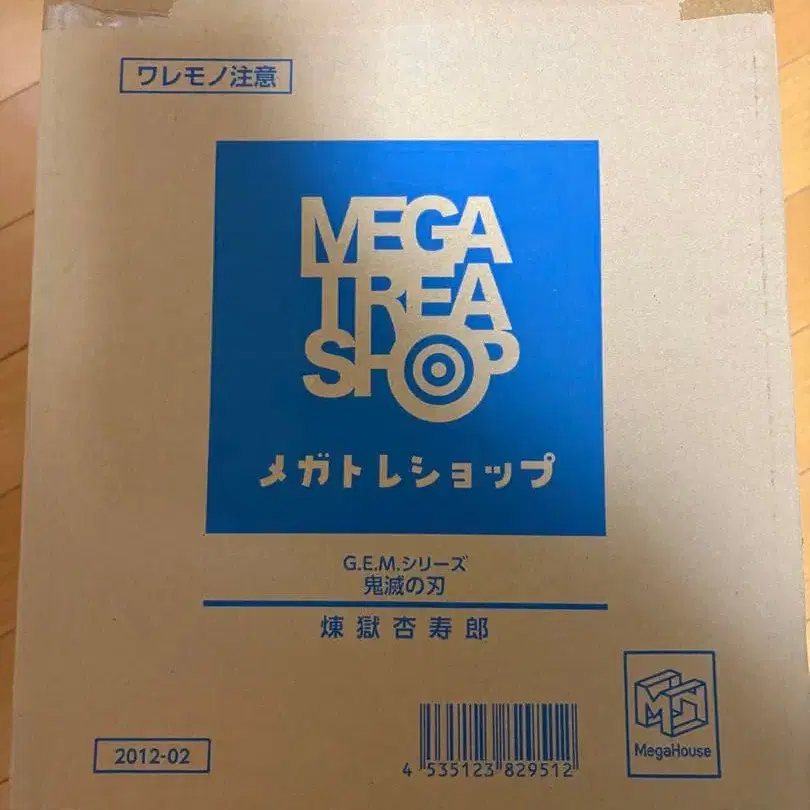 ワレモノ注意
MEGA
TREA
SHOP
メガトレショップ
G.E.M.シリーズ
鬼滅の刃
煉獄杏寿郎
MegaHouse
2012-02
4 535123 829512